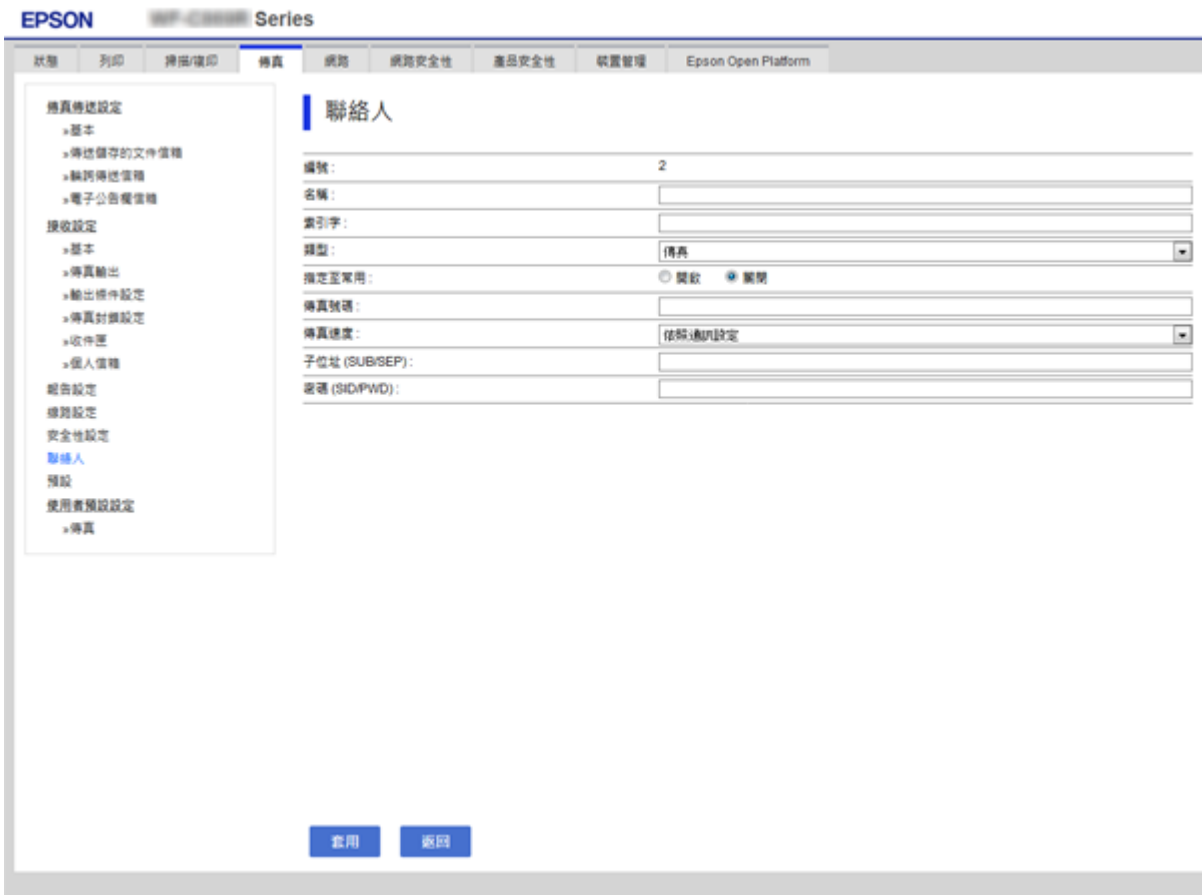 EPSON Series
狀態 列印 掃描/複印 傳真 網路 網路安全性 產品安全性 裝置管理 Epson Open Platform
傳真傳送設定
»基本
»傳送儲存的文件信箱
»輪詢傳送信箱
»電子公告欄信箱
接收設定
»基本
»傳真輸出
»輸出條件設定
»傳真封鎖設定
»收件匣
»個人信箱
報告設定
線路設定
安全性設定
聯絡人
預設
使用者預設設定
»傳真
聯絡人
編號: 2
名稱:
索引字:
類型: 傳真
指定至常用: 開啟 關閉
傳真號碼:
傳真速度: 依照通訊設定
子位址 (SUB/SEP):
密碼 (SID/PWD):
套用 返回